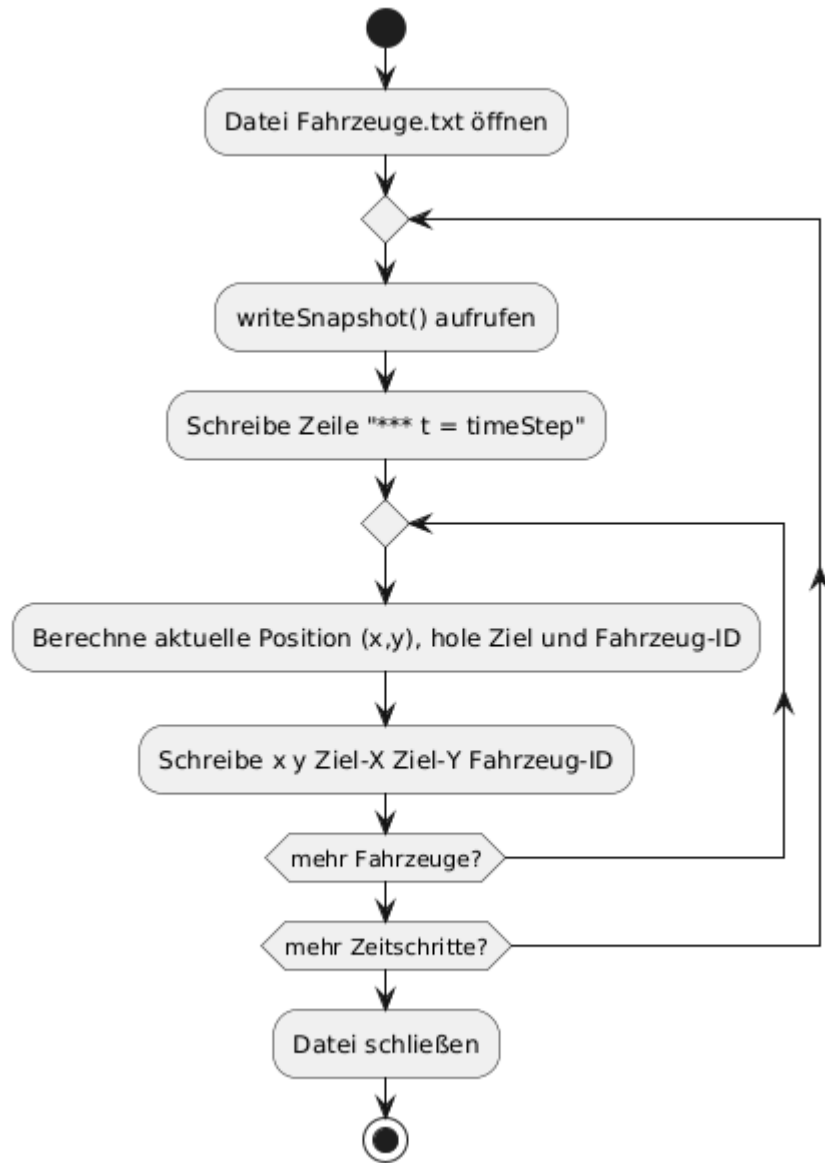 Datei Fahrzeuge.txt öffnen
writeSnapshot() aufrufen
Schreibe Zeile "*** t = timeStep"
Berechne aktuelle Position (x,y), hole Ziel und Fahrzeug-ID
Schreibe x y Ziel-X Ziel-Y Fahrzeug-ID
mehr Fahrzeuge?
mehr Zeitschritte?
Datei schließen